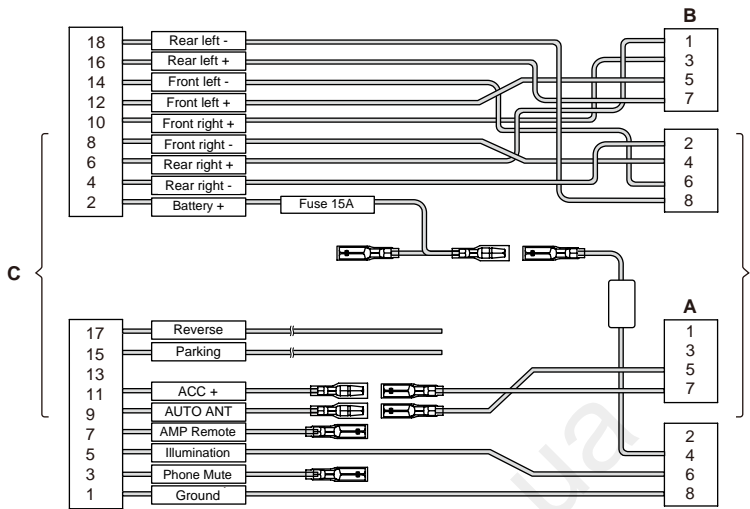 B
18 Rear left - 1
16 Rear left + 3
14 Front left - 5
12 Front left + 7
10 Front right +
8 Front right - 2
6 Rear right + 4
4 Rear right - 6
2 Battery + Fuse 15A 8
C
A
17 Reverse 1
15 Parking 3
13 5
11 ACC + 7
9 AUTO ANT
7 AMP Remote 2
5 Illumination 4
3 Phone Mute 6
1 Ground 8
ua